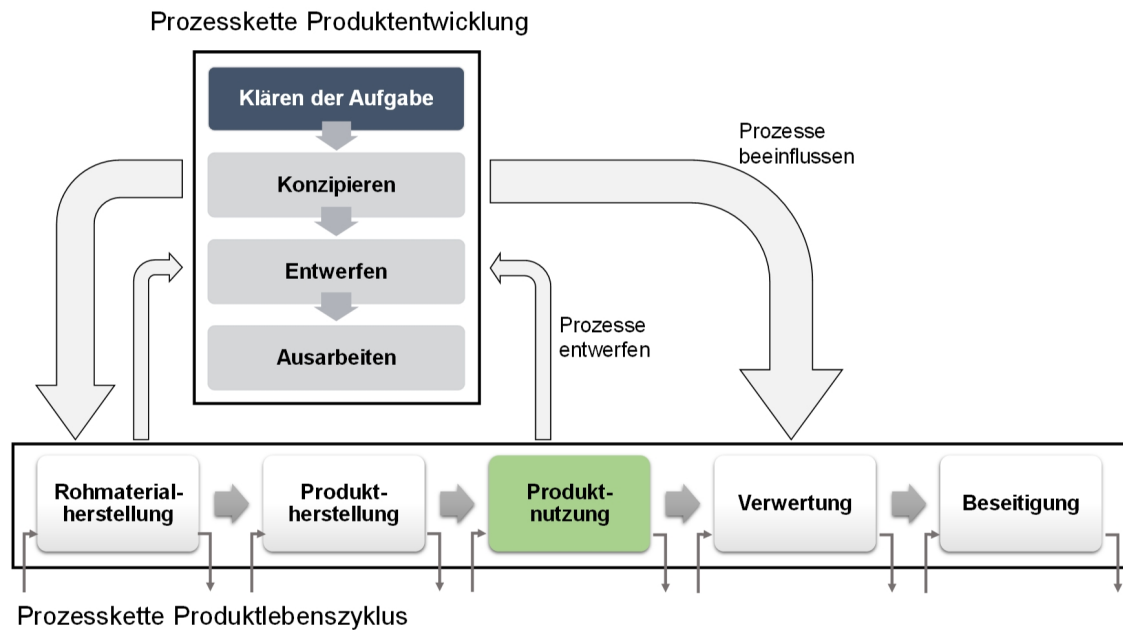 Prozesskette Produktentwicklung
Klären der Aufgabe
Konzipieren
Entwerfen
Ausarbeiten
Prozesse
beeinflussen
Prozesse
entwerfen
Rohmaterial-
herstellung
Produkt-
herstellung
Produkt-
nutzung
Verwertung
Beseitigung
Prozesskette Produktlebenszyklus